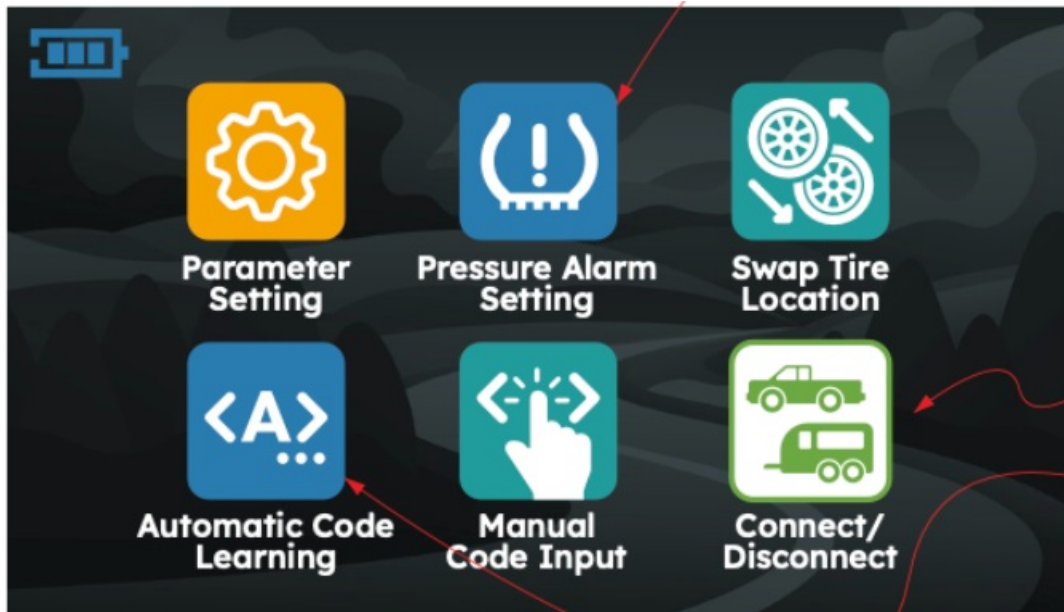 Parameter
Setting
Pressure Alarm
Setting
Swap Tire
Location
<A>
Automatic Code
Learning
Manual
Code Input
Connect/
Disconnect